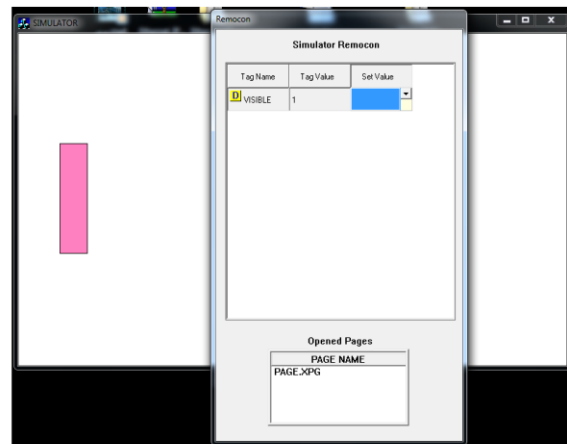 SIMULATOR
Remocon
Simulator Remocon
Tag Name Tag Value Set Value
D VISIBLE 1
Opened Pages
PAGE NAME
PAGE.XPG